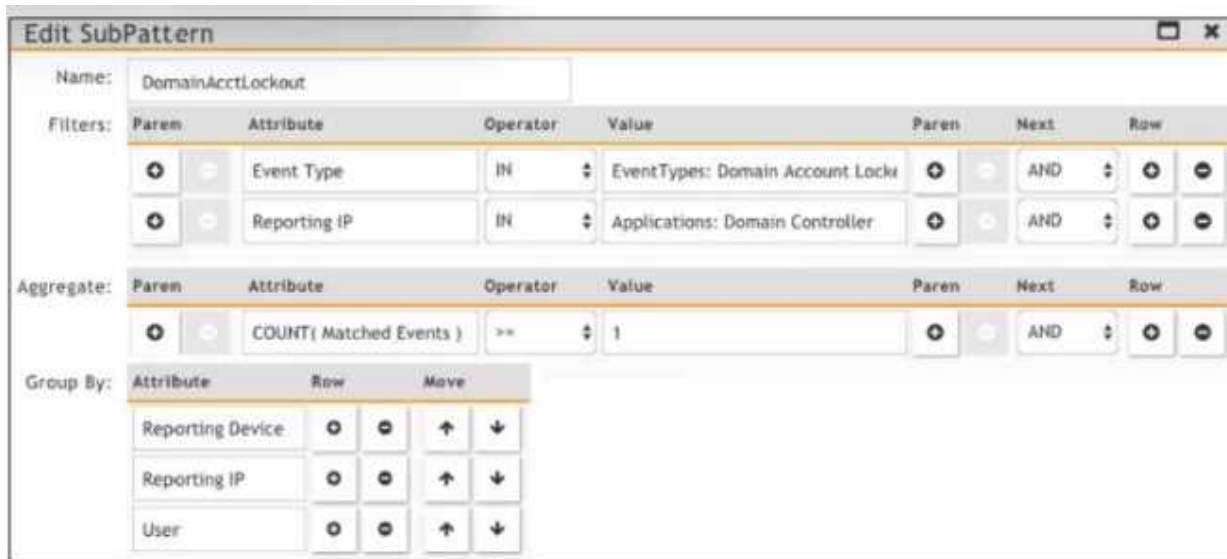 Edit SubPattern
Name: DomainAcctLockout
Filters: Paren Attribute Operator Value Paren Next Row
Event Type IN EventTypes: Domain Account Locke AND
Reporting IP IN Applications: Domain Controller AND
Aggregate: Paren Attribute Operator Value Paren Next Row
COUNT( Matched Events ) >= 1 AND
Group By: Attribute Row Move
Reporting Device
Reporting IP
User